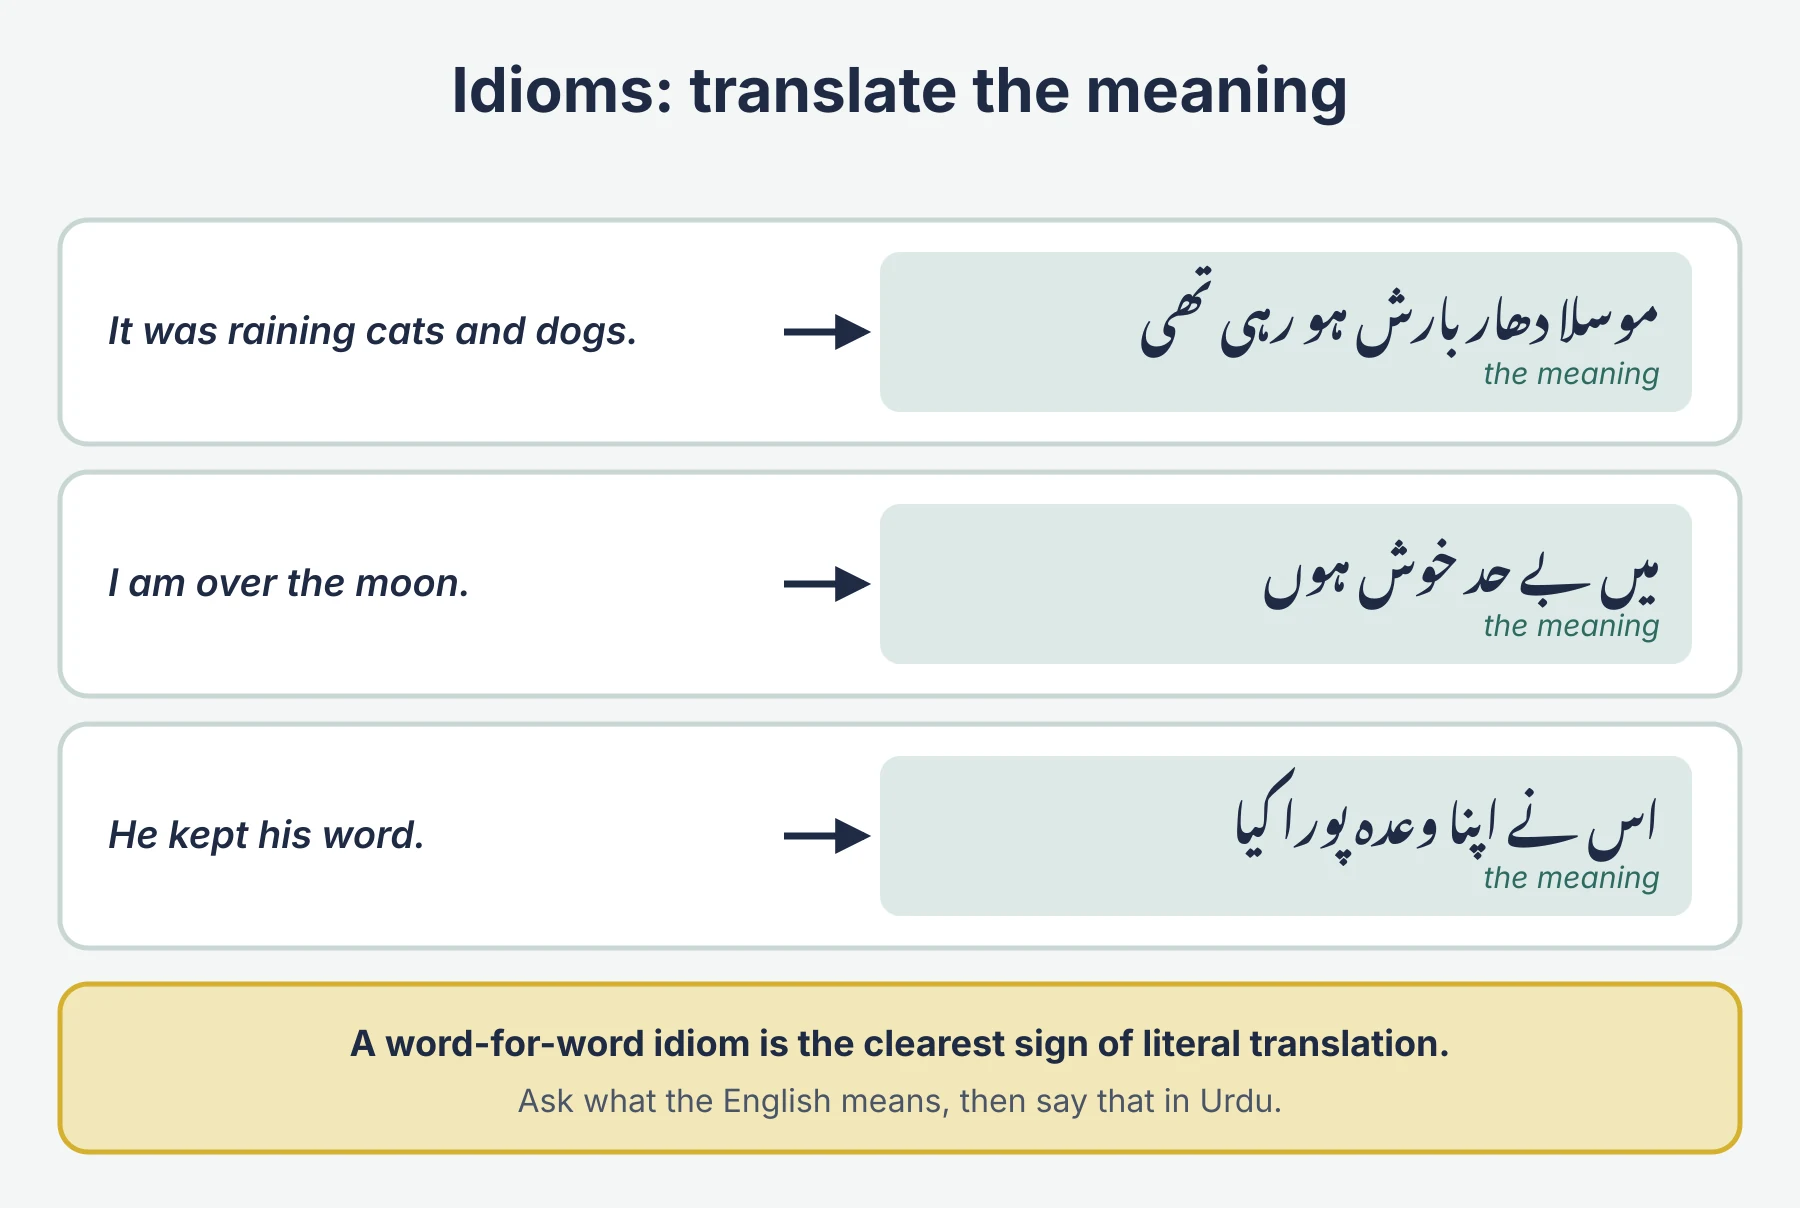 Idioms: translate the meaning
It was raining cats and dogs.
موسلا دھار بارش ہو رہی تھی
the meaning
I am over the moon.
میں بے حد خوش ہوں
the meaning
He kept his word.
اس نے اپنا وعدہ پورا کیا
the meaning
A word-for-word idiom is the clearest sign of literal translation.
Ask what the English means, then say that in Urdu.